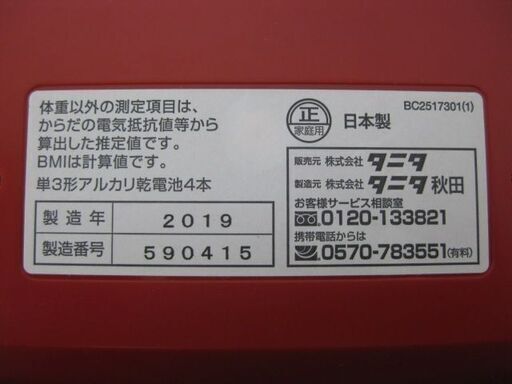 体重以外の測定項目は、
からだの電気抵抗値等から
算出した推定値です。
BMIは計算値です。
単3形アルカリ乾電池4本
製造年 2019
製造番号 590415
正
家庭用
日本製
BC2517301(1)
販売元 株式会社 タニタ
製造元 株式会社 タニタ秋田
お客様サービス相談室
0120-133821
携帯電話からは
0570-783551(有料)